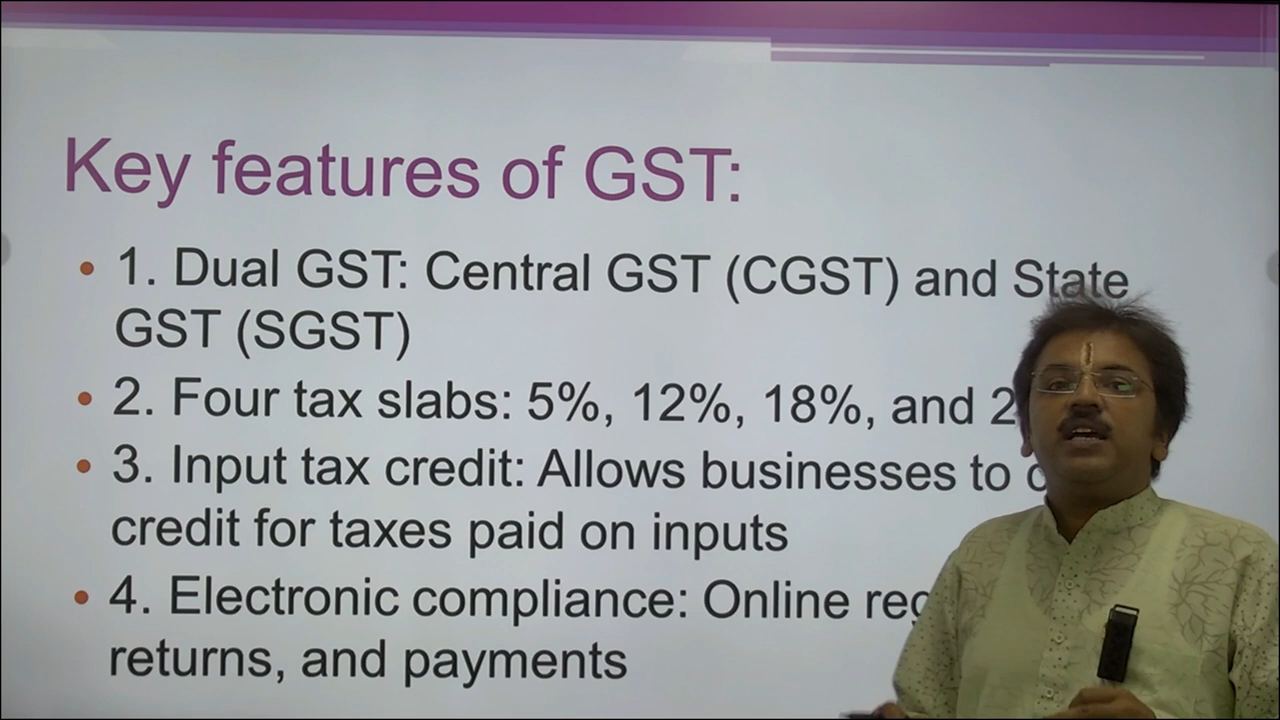 Key features of GST:
• 1. Dual GST: Central GST (CGST) and State
GST (SGST)
• 2. Four tax slabs: 5%, 12%, 18%, and 2
• 3. Input tax credit: Allows businesses to
credit for taxes paid on inputs
• 4. Electronic compliance: Online
returns, and payments